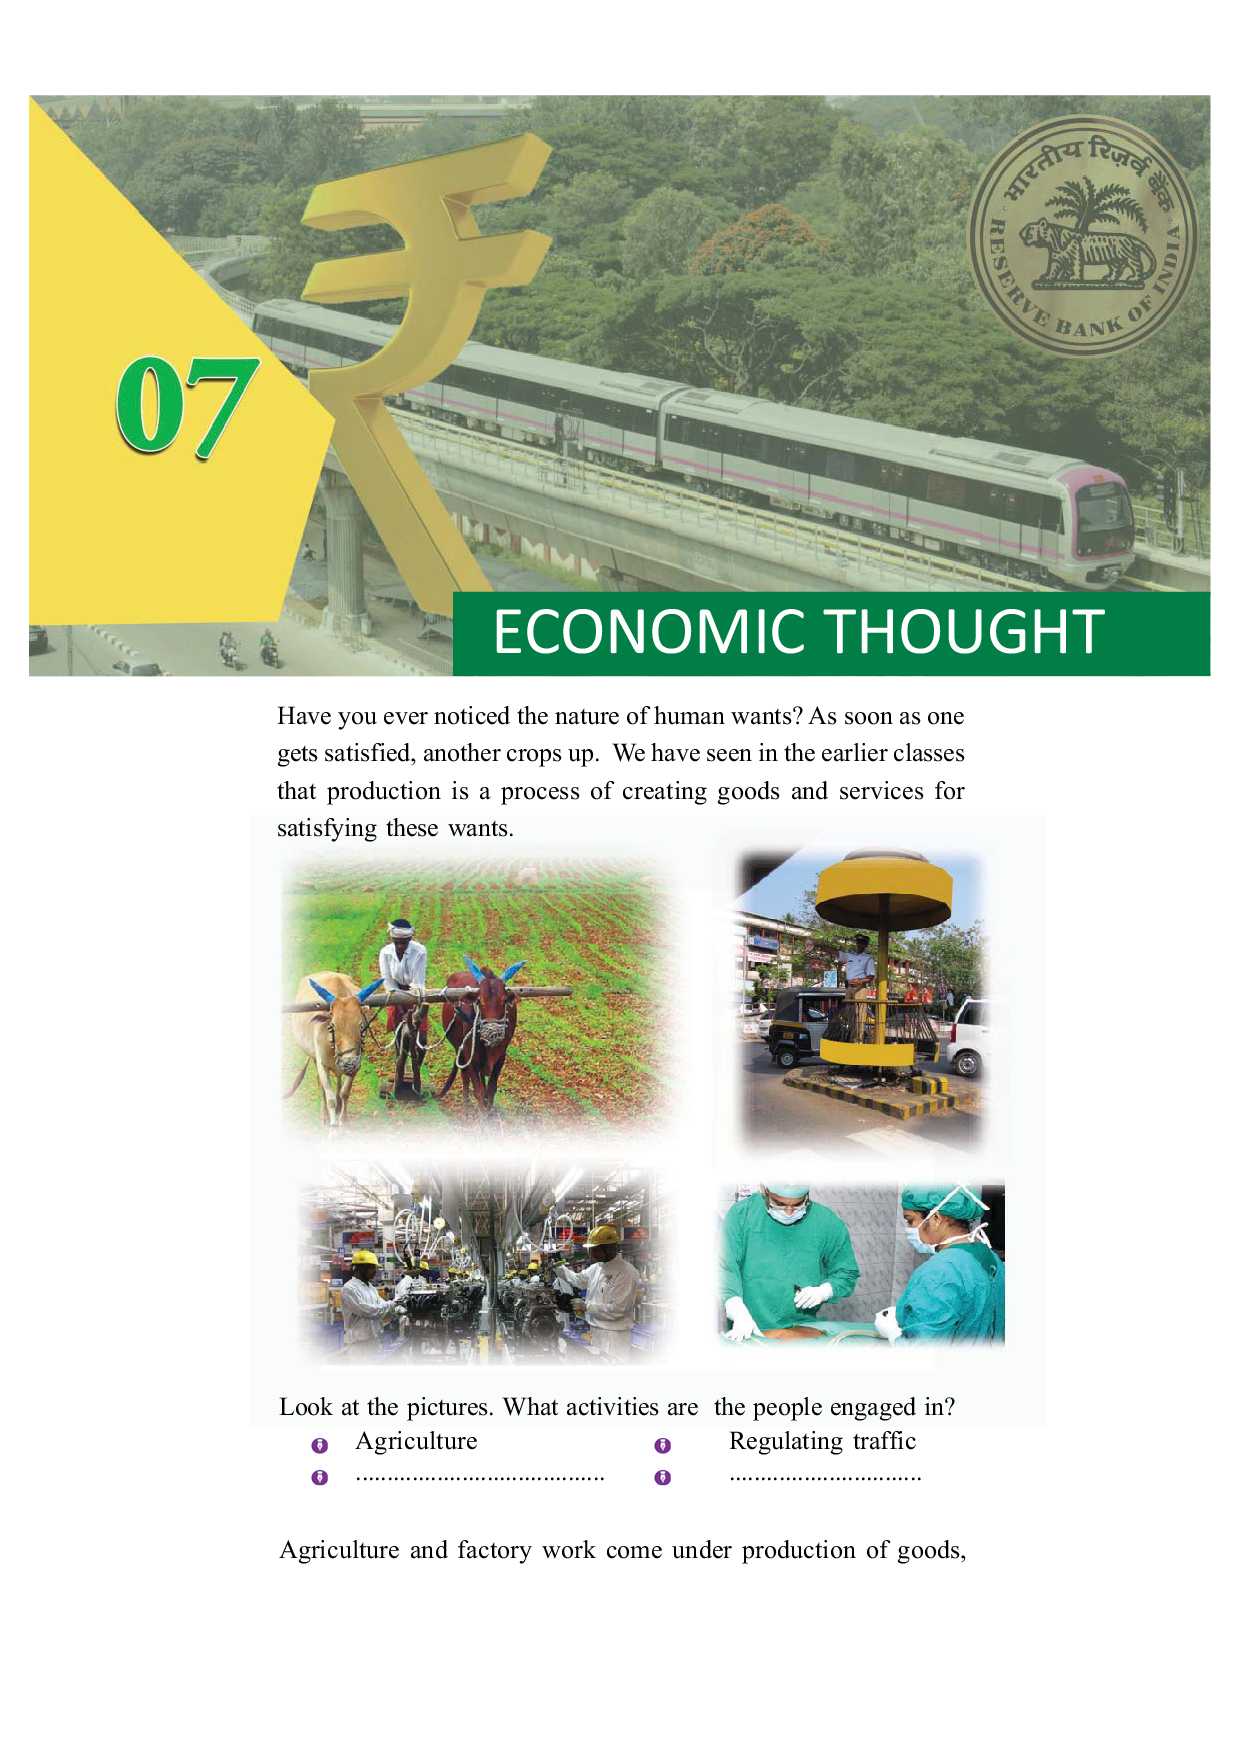 07
भारतीय रिज़र्व बैंक
RESERVE BANK OF INDIA
ECONOMIC THOUGHT
Have you ever noticed the nature of human wants? As soon as one
gets satisfied, another crops up. We have seen in the earlier classes
that production is a process of creating goods and services for
satisfying these wants.
Look at the pictures. What activities are the people engaged in?
Agriculture
Regulating traffic
........................................
...............................
Agriculture and factory work come under production of goods,